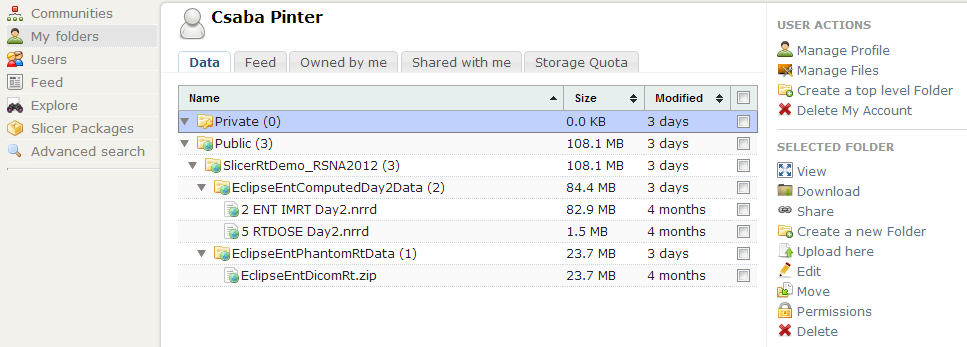 Communities
My folders
Users
Feed
Explore
Slicer Packages
Advanced search
Csaba Pinter
Data Feed Owned by me Shared with me Storage Quota
Name Size Modified
Private (0) 0.0 KB 3 days
Public (3) 108.1 MB 3 days
SlicerRtDemo_RSNA2012 (3) 108.1 MB 3 days
EclipseEntComputedDay2Data (2) 84.4 MB 3 days
2 ENT IMRT Day2.nrrd 82.9 MB 4 months
5 RTDOSE Day2.nrrd 1.5 MB 4 months
EclipseEntPhantomRtData (1) 23.7 MB 3 days
EclipseEntDicomRt.zip 23.7 MB 4 months
USER ACTIONS
Manage Profile
Manage Files
Create a top level Folder
Delete My Account
SELECTED FOLDER
View
Download
Share
Create a new Folder
Upload here
Edit
Move
Permissions
Delete